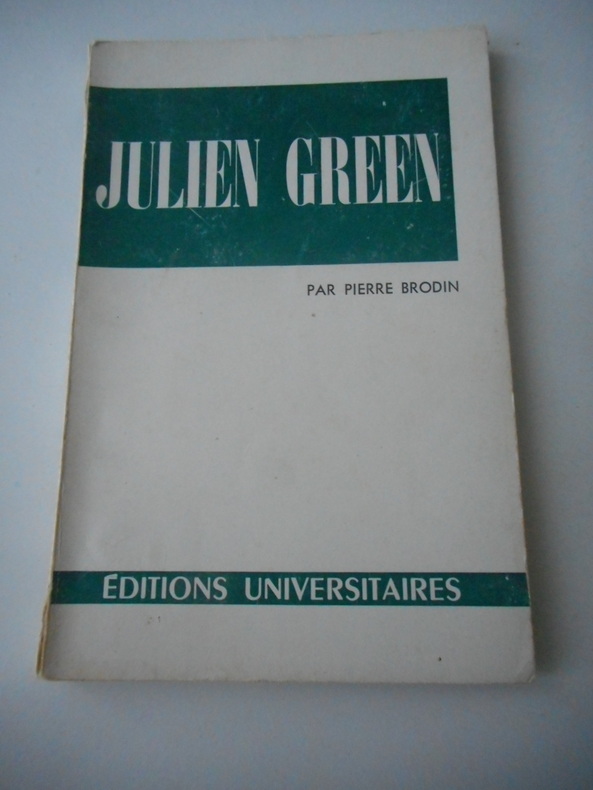 JULIEN GREEN
PAR PIERRE BRODIN
ÉDITIONS UNIVERSITAIRES